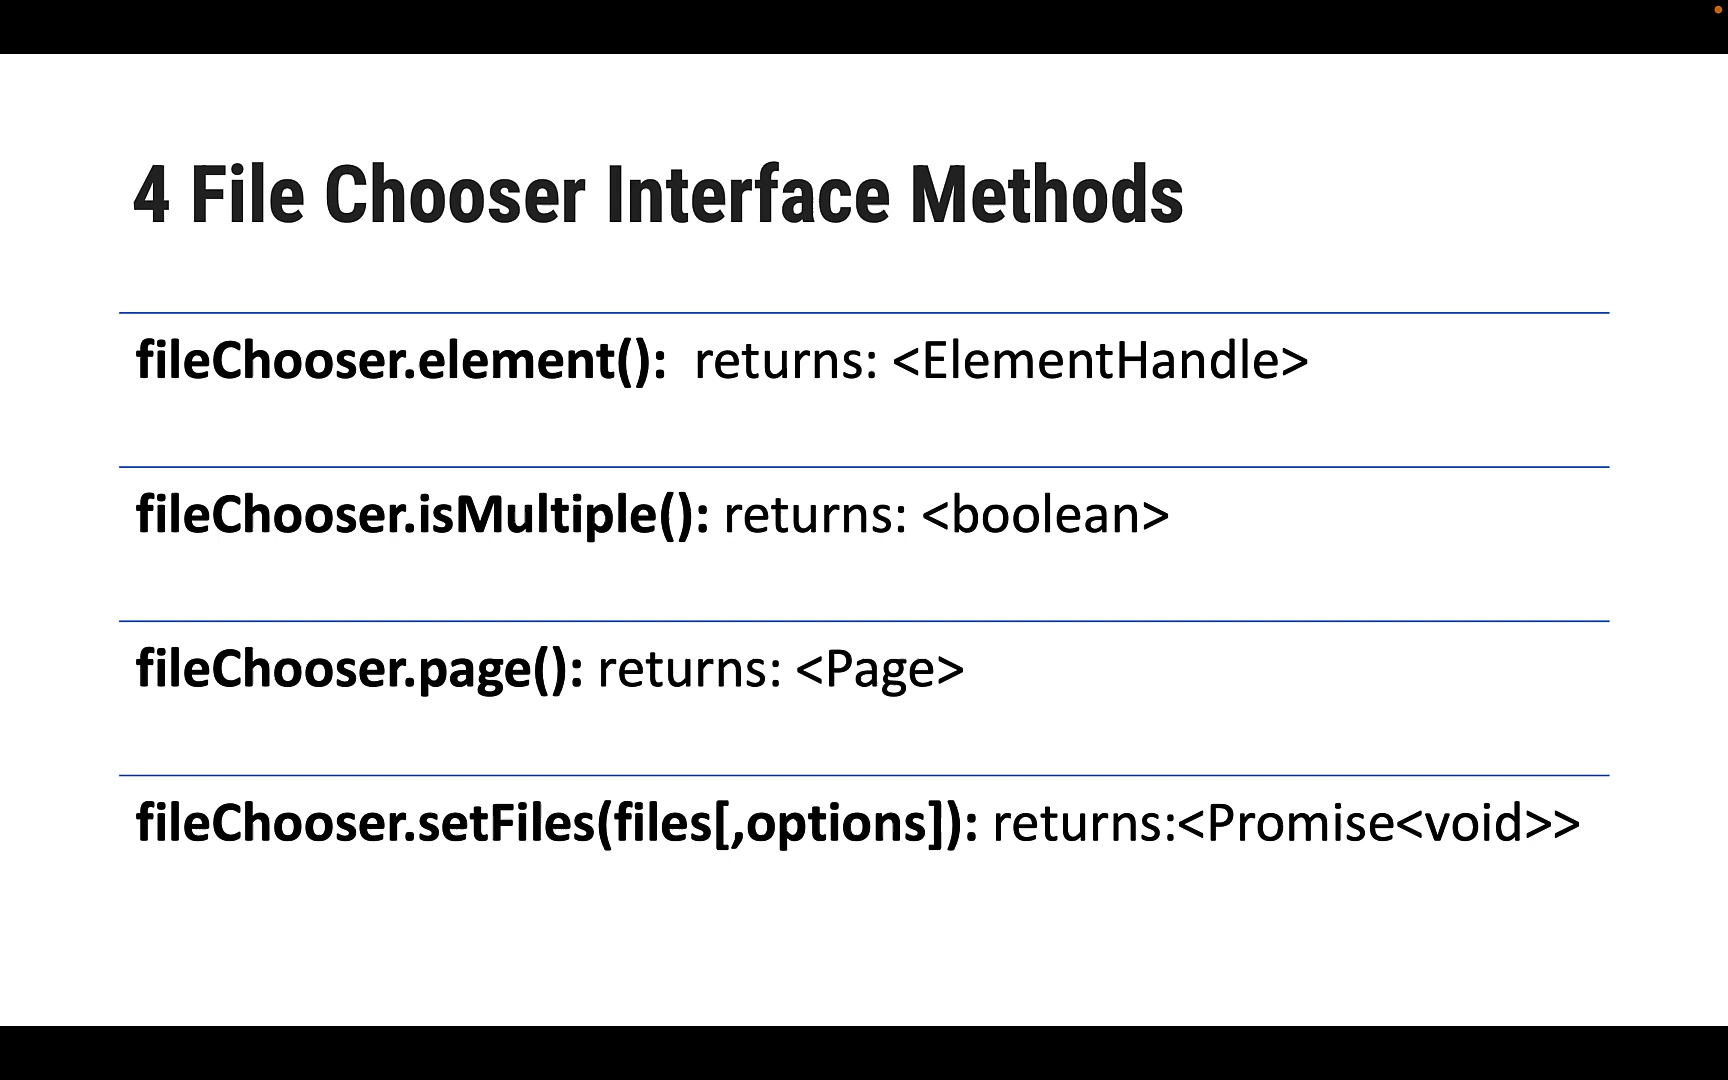 4 File Chooser Interface Methods
fileChooser.element():  returns: <ElementHandle>
fileChooser.isMultiple(): returns: <boolean>
fileChooser.page(): returns: <Page>
fileChooser.setFiles(files[,options]): returns:<Promise<void>>